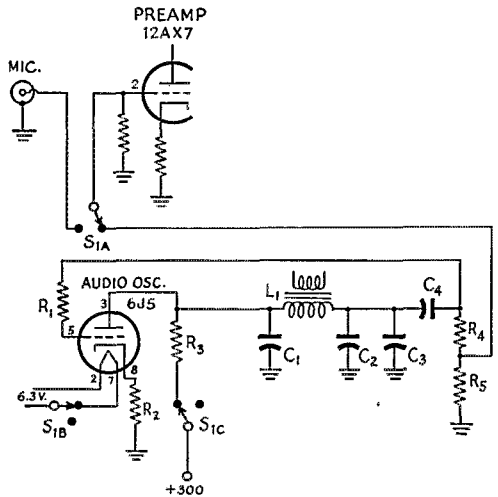 PREAMP
12AX7
MIC.
2
S1A
AUDIO OSC.
6J5
3
R1
5
L1
C4
R4
R3
C1
C2
C3
R5
2
7
8
6.3V.
R2
S1B
S1C
+300